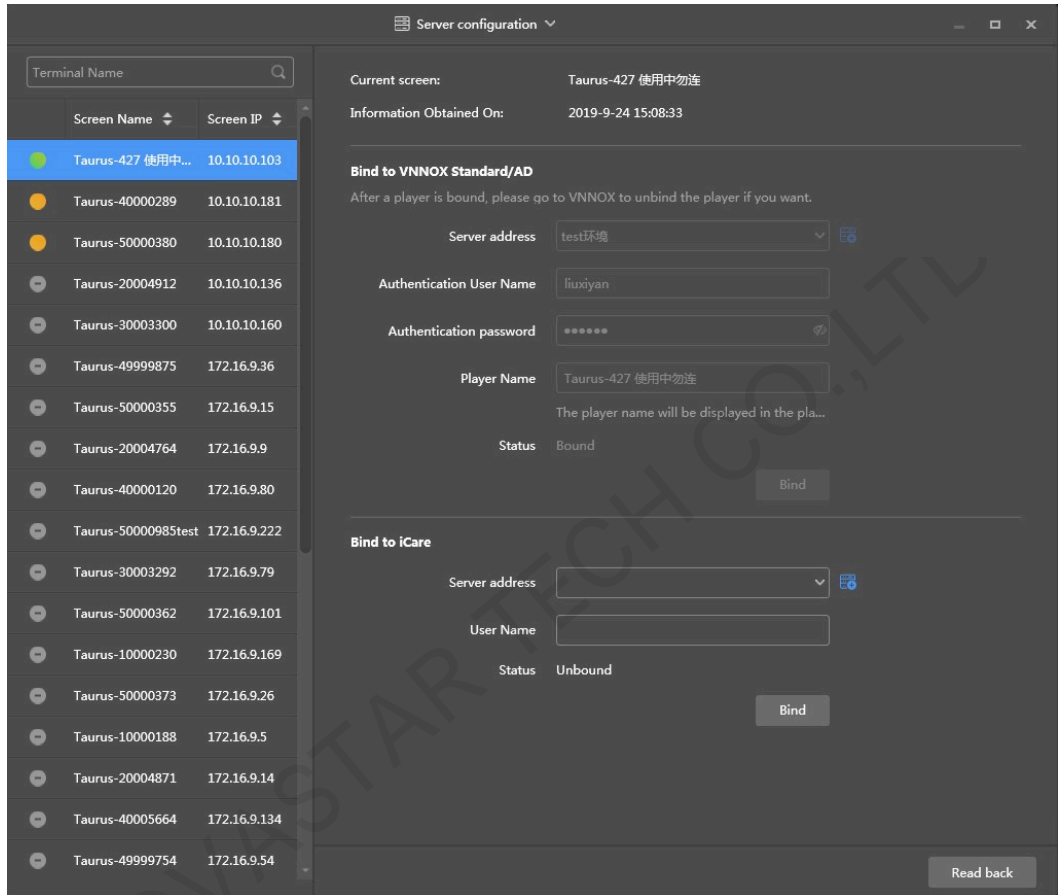 Server configuration
Terminal Name
Screen Name Screen IP
Taurus-427 使用中... 10.10.10.103
Taurus-40000289 10.10.10.181
Taurus-50000380 10.10.10.180
Taurus-20004912 10.10.10.136
Taurus-30003300 10.10.10.160
Taurus-49999875 172.16.9.36
Taurus-50000355 172.16.9.15
Taurus-20004764 172.16.9.9
Taurus-40000120 172.16.9.80
Taurus-50000985test 172.16.9.222
Taurus-30003292 172.16.9.79
Taurus-50000362 172.16.9.101
Taurus-10000230 172.16.9.169
Taurus-50000373 172.16.9.26
Taurus-10000188 172.16.9.5
Taurus-20004871 172.16.9.14
Taurus-40005664 172.16.9.134
Taurus-49999754 172.16.9.54
Current screen: Taurus-427 使用中勿连
Information Obtained On: 2019-9-24 15:08:33
Bind to VNNOX Standard/AD
After a player is bound, please go to VNNOX to unbind the player if you want.
Server address test环境
Authentication User Name liuxiyan
Authentication password ••••••
Player Name Taurus-427 使用中勿连
The player name will be displayed in the pla...
Status Bound
Bind
Bind to iCare
Server address
User Name
Status Unbound
Bind
Read back
OVASTAR TECH CO.,LTD